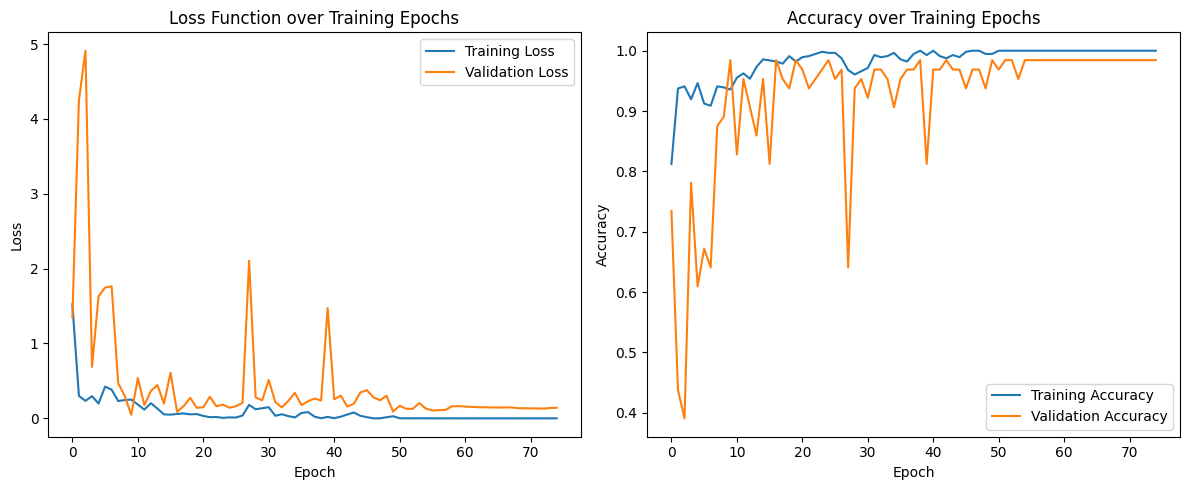 Loss Function over Training Epochs
Training Loss
Validation Loss
5
4
3
2
1
0
Loss
0 10 20 30 40 50 60 70
Epoch
Accuracy over Training Epochs
1.0
0.9
0.8
0.7
0.6
0.5
0.4
Accuracy
Training Accuracy
Validation Accuracy
0 10 20 30 40 50 60 70
Epoch